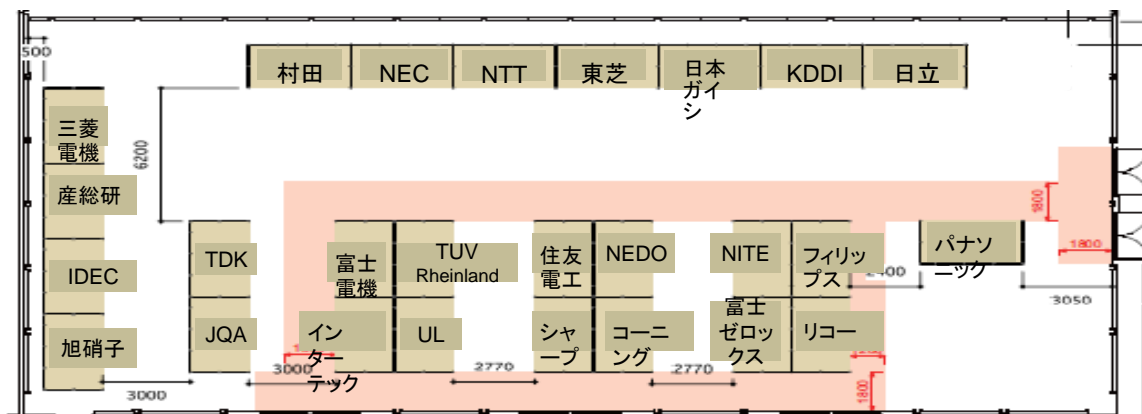 500
村田
NEC
NTT
東芝
日本
ガイ
シ
KDDI
日立
三菱
電機
産総研
IDEC
旭硝子
6200
TDK
JQA
富士
電機
イン
ター
テック
TUV
Rheinland
UL
住友
電工
シャ
ープ
NEDO
コーニ
ング
NITE
富士
ゼロッ
クス
フィリッ
プス
リコー
パナソ
ニック
1800
1800
3050
3000
3000
2770
2770
1800